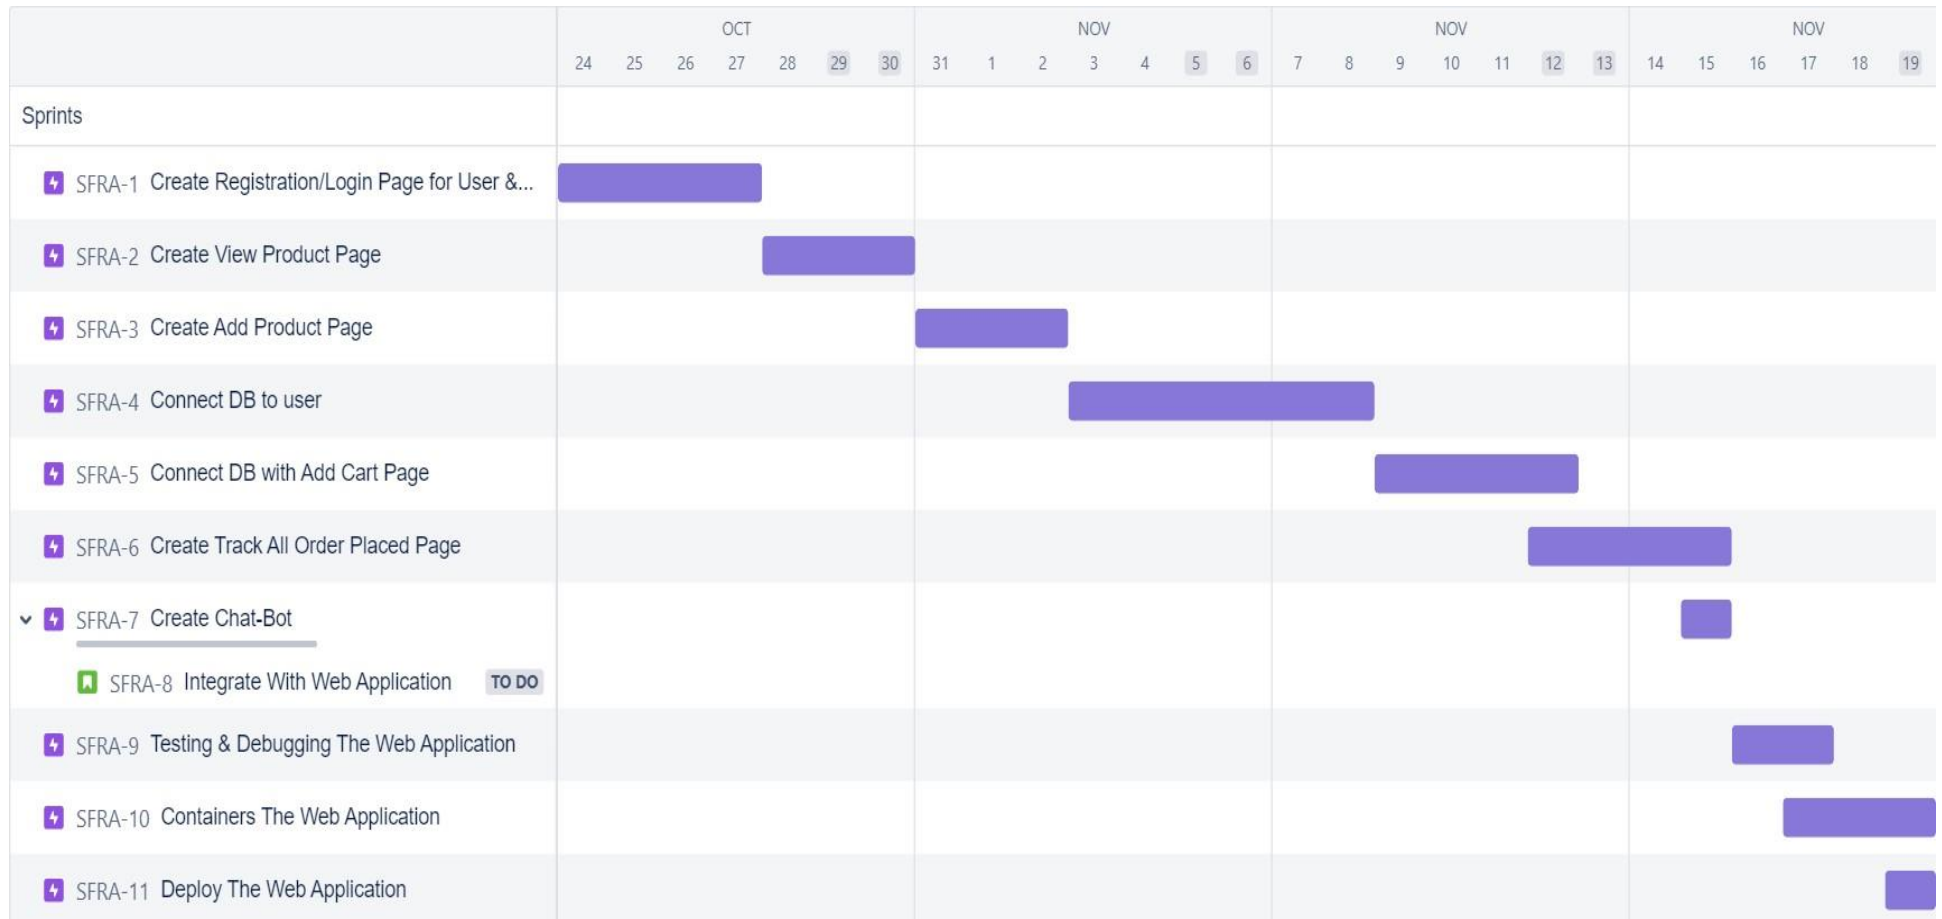 OCT NOV NOV NOV
24 25 26 27 28 29 30 31 1 2 3 4 5 6 7 8 9 10 11 12 13 14 15 16 17 18 19
Sprints
SFRA-1 Create Registration/Login Page for User &...
SFRA-2 Create View Product Page
SFRA-3 Create Add Product Page
SFRA-4 Connect DB to user
SFRA-5 Connect DB with Add Cart Page
SFRA-6 Create Track All Order Placed Page
SFRA-7 Create Chat-Bot
SFRA-8 Integrate With Web Application TO DO
SFRA-9 Testing & Debugging The Web Application
SFRA-10 Containers The Web Application
SFRA-11 Deploy The Web Application